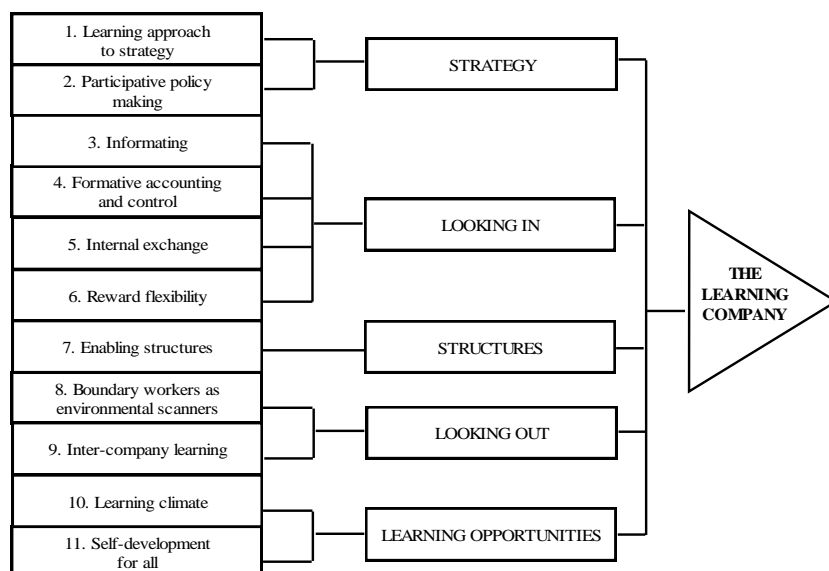 1. Learning approach
to strategy
2. Participative policy
making
3. Informating
4. Formative accounting
and control
5. Internal exchange
6. Reward flexibility
7. Enabling structures
8. Boundary workers as
environmental scanners
9. Inter-company learning
10. Learning climate
11. Self-development
for all
STRATEGY
LOOKING IN
STRUCTURES
LOOKING OUT
LEARNING OPPORTUNITIES
THE
LEARNING
COMPANY